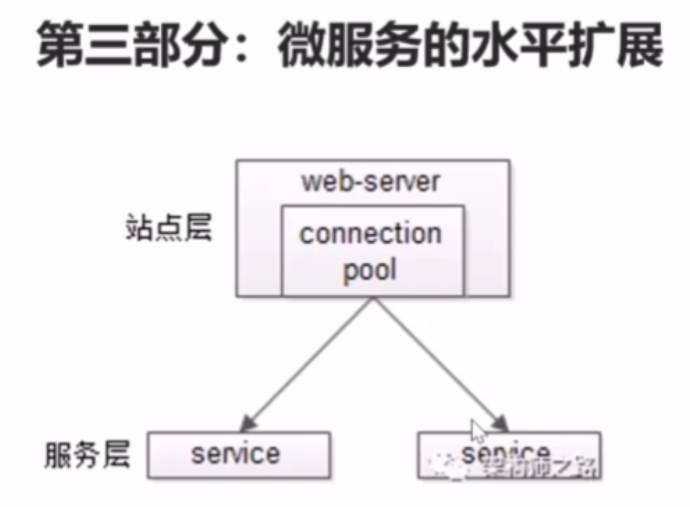 第三部分：微服务的水平扩展
web-server
站点层
connection
pool
服务层
service
service
架构师之路